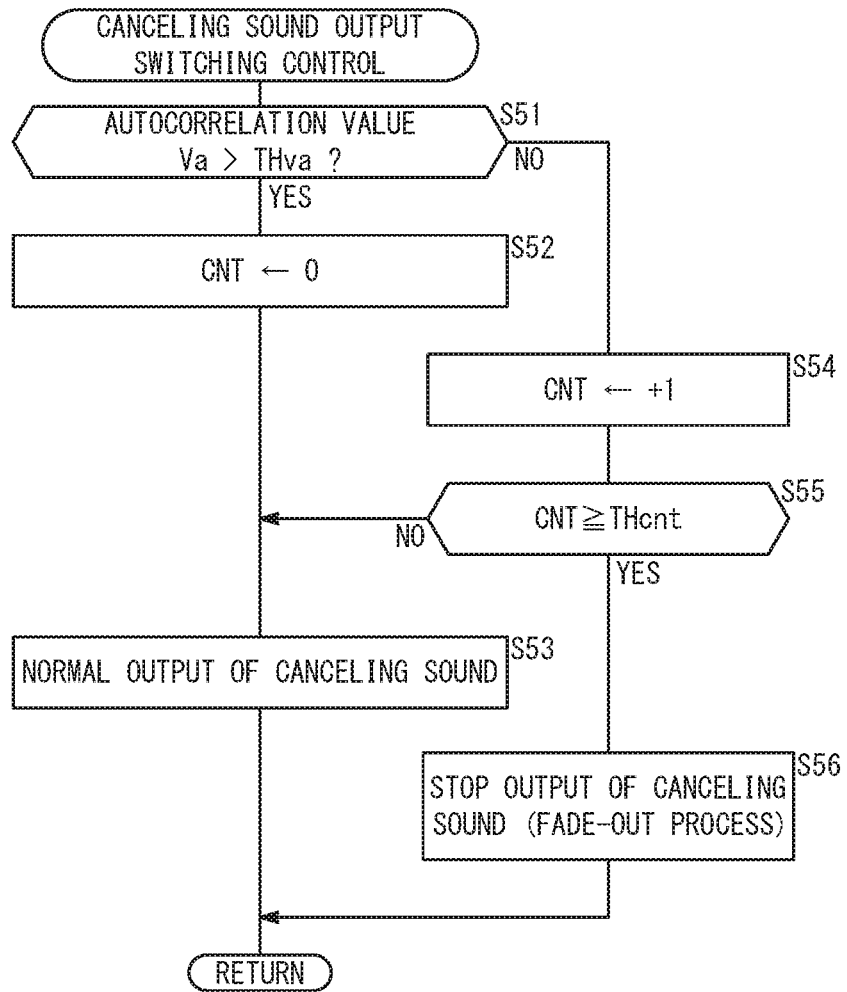 CANCELING SOUND OUTPUT
SWITCHING CONTROL
AUTOCORRELATION VALUE
Va > THva ?
S51
NO
YES
CNT ← 0
S52
CNT ← +1
S54
CNT≧THcnt
S55
NO
YES
NORMAL OUTPUT OF CANCELING SOUND
S53
STOP OUTPUT OF CANCELING
SOUND (FADE-OUT PROCESS)
S56
RETURN